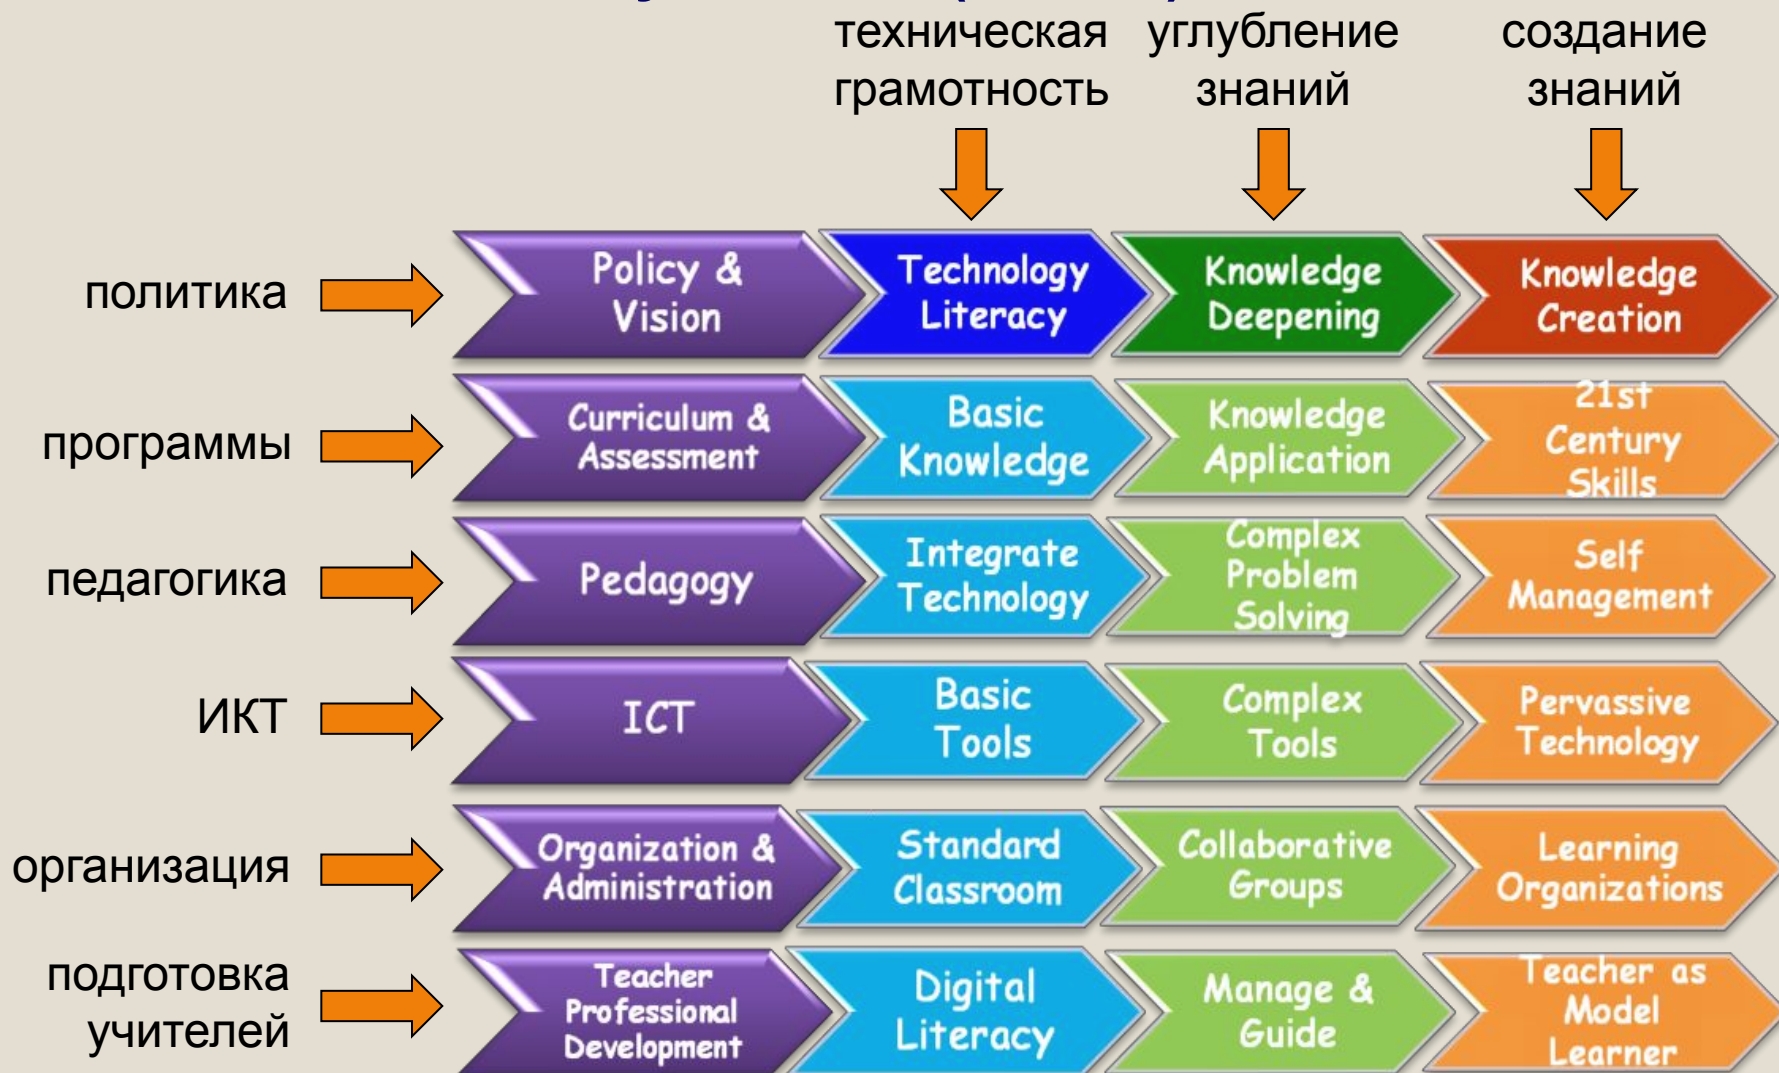 техническая
грамотность
углубление
знаний
создание
знаний
политика
Policy &
Vision
Technology
Literacy
Knowledge
Deepening
Knowledge
Creation
программы
Curriculum &
Assessment
Basic
Knowledge
Knowledge
Application
21st
Century
Skills
педагогика
Pedagogy
Integrate
Technology
Complex
Problem
Solving
Self
Management
ИКТ
ICT
Basic
Tools
Complex
Tools
Pervassive
Technology
организация
Organization &
Administration
Standard
Classroom
Collaborative
Groups
Learning
Organizations
подготовка
учителей
Teacher
Professional
Development
Digital
Literacy
Manage &
Guide
Teacher as
Model
Learner